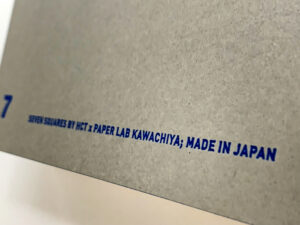 7
SEVEN SQUARES BY HCT x PAPER LAB KAWACHIYA; MADE IN JAPAN